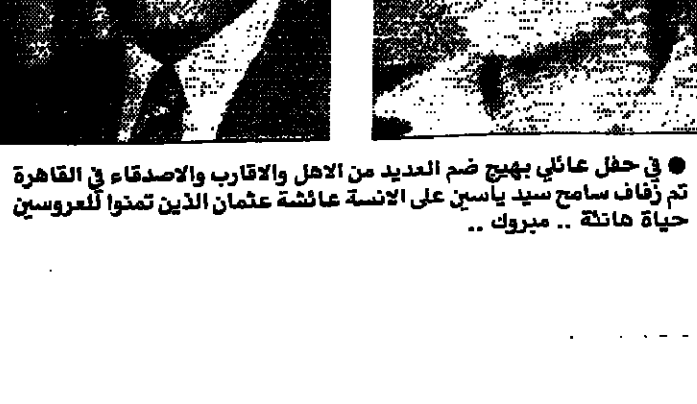 ● في حفل عائلي بهيج ضم العديد من الاهل والاقارب والاصدقاء في القاهرة
تم زفاف سامح سيد ياسين على الانسة عائشة عثمان الذين تمنوا للعروسين
حياة هانئة .. مبروك ..